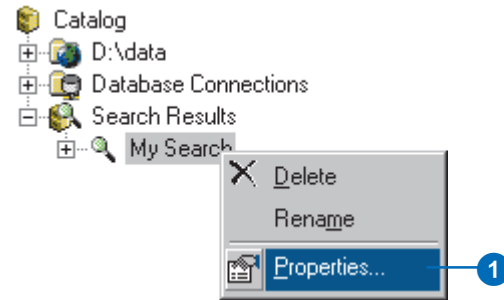 Catalog
D:\data
Database Connections
Search Results
My Search
Delete
Rename
Properties...
1